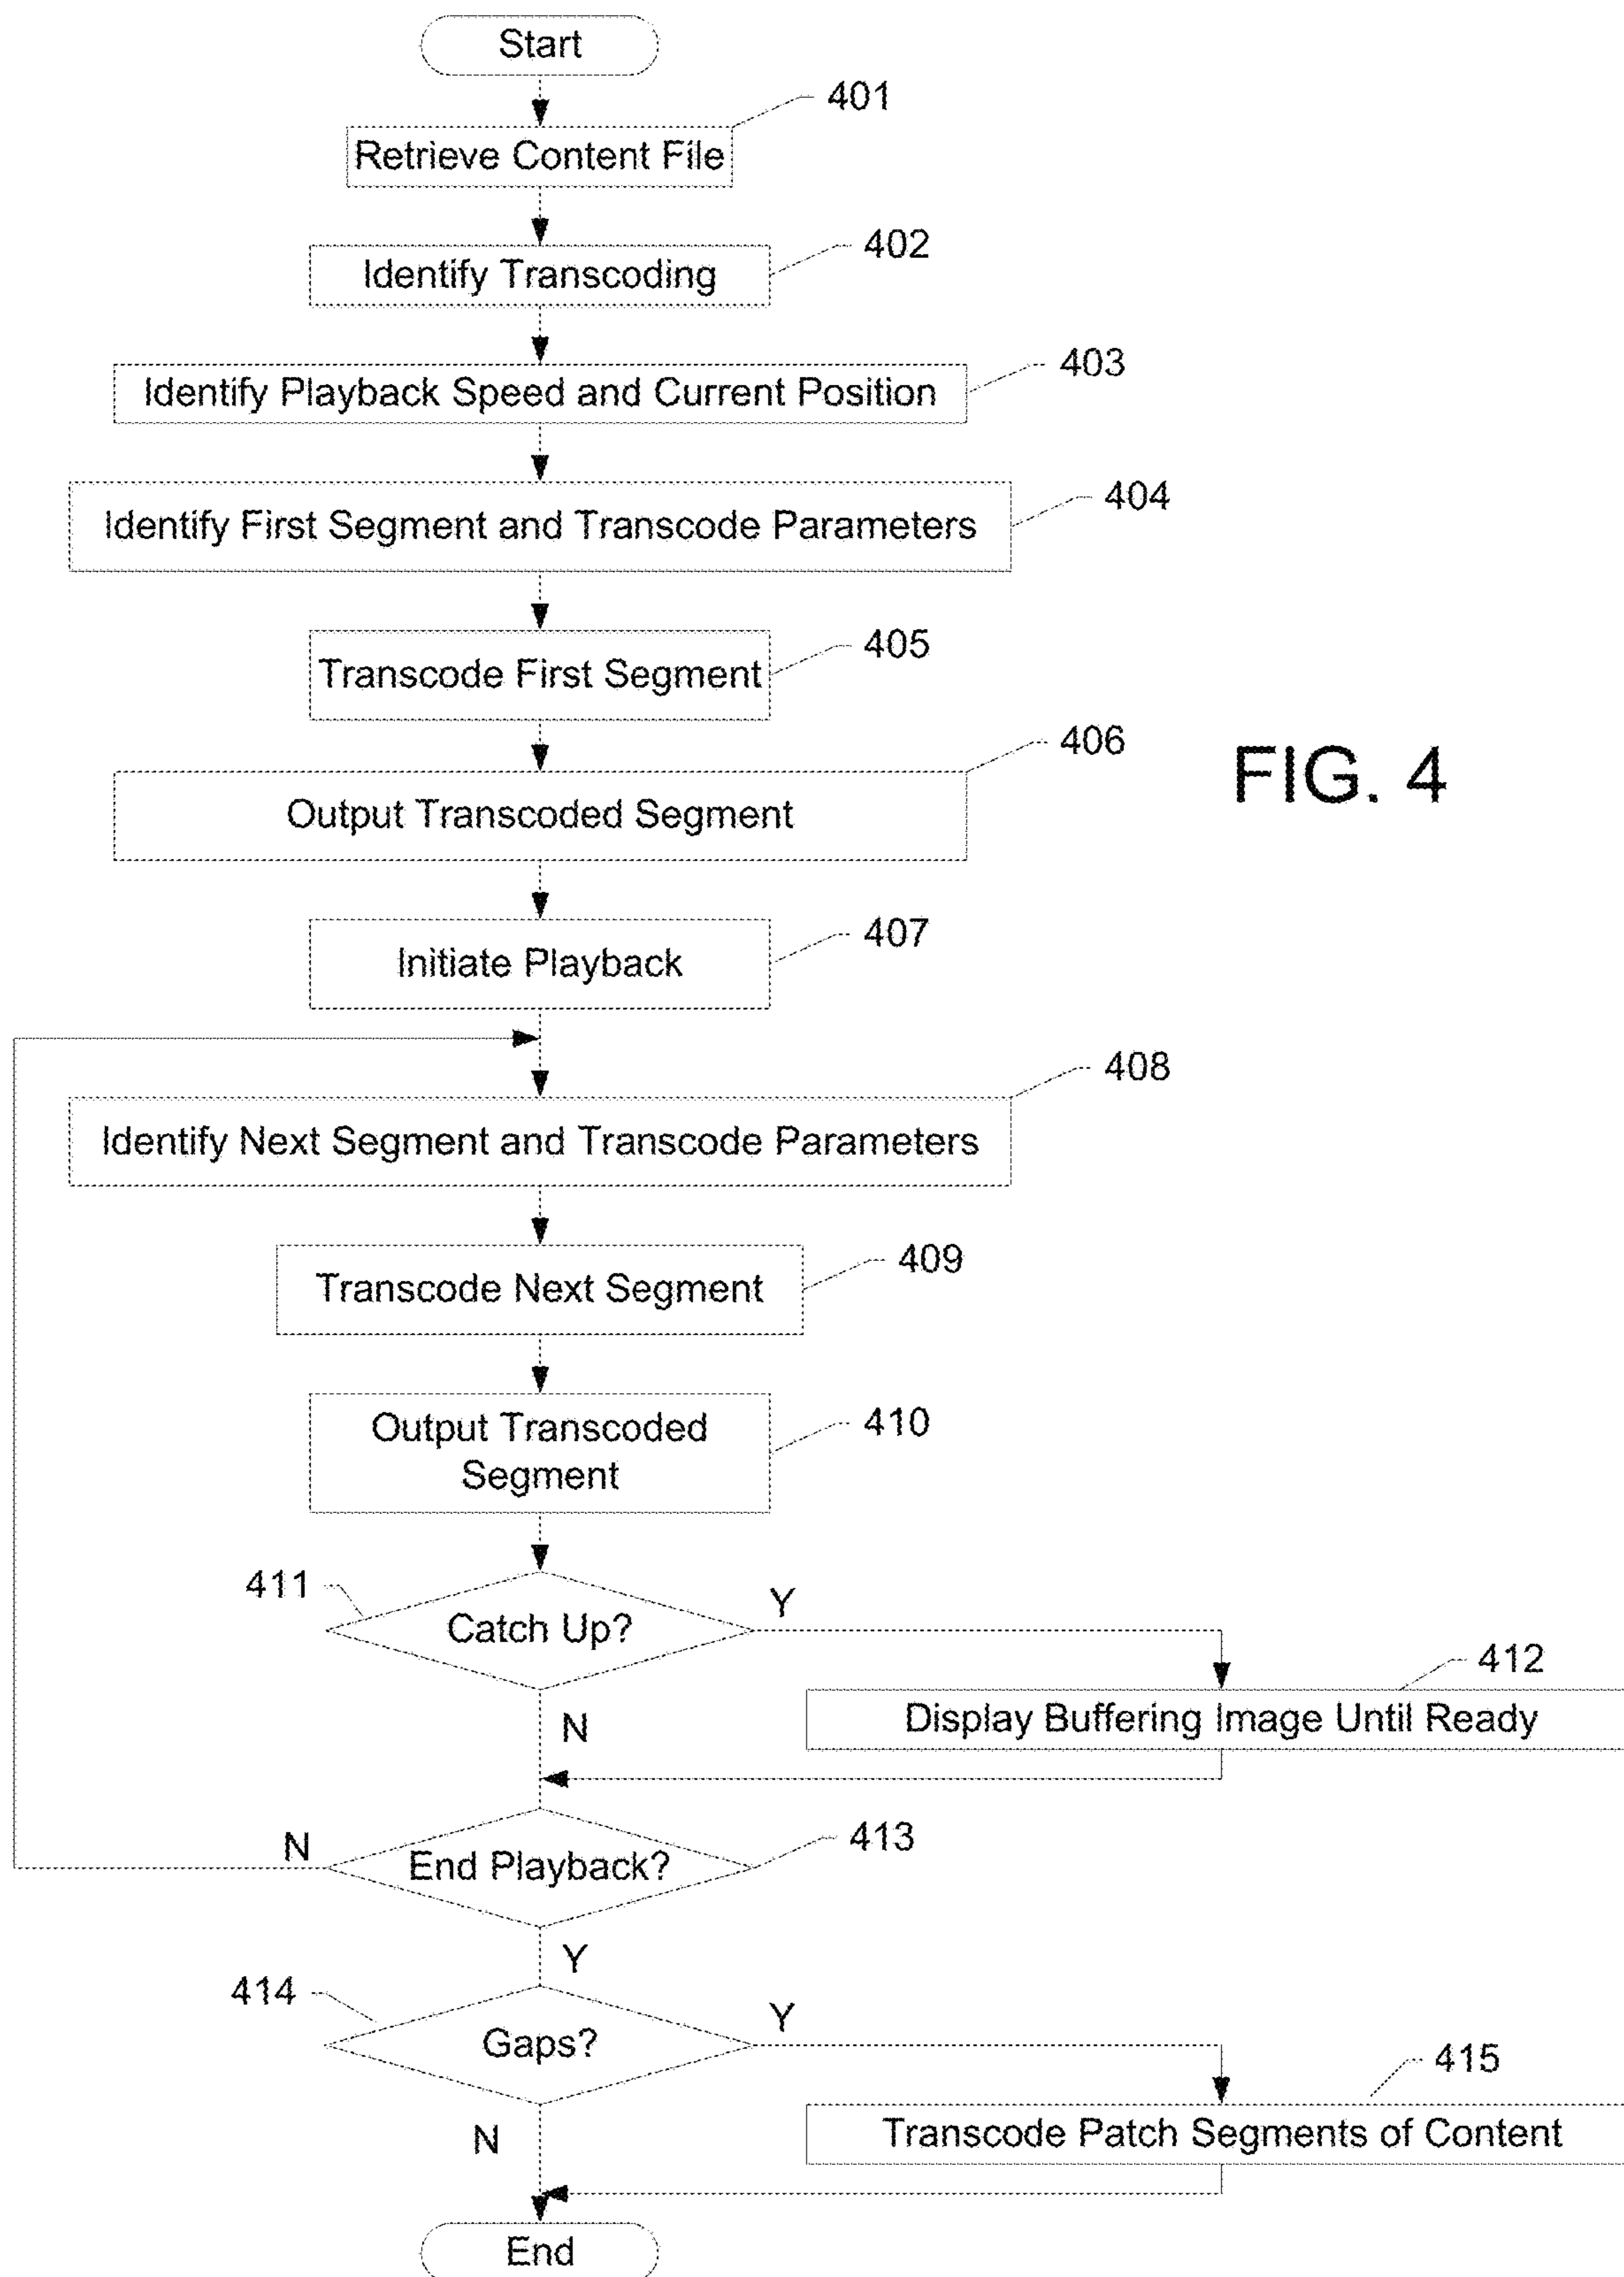 Start
401
Retrieve Content File
402
Identify Transcoding
403
Identify Playback Speed and Current Position
404
Identify First Segment and Transcode Parameters
405
Transcode First Segment
406
Output Transcoded Segment
FIG. 4
407
Initiate Playback
408
Identify Next Segment and Transcode Parameters
409
Transcode Next Segment
410
Output Transcoded
Segment
411
Catch Up?
Y
412
Display Buffering Image Until Ready
N
413
End Playback?
N
Y
414
Gaps?
Y
415
Transcode Patch Segments of Content
N
End